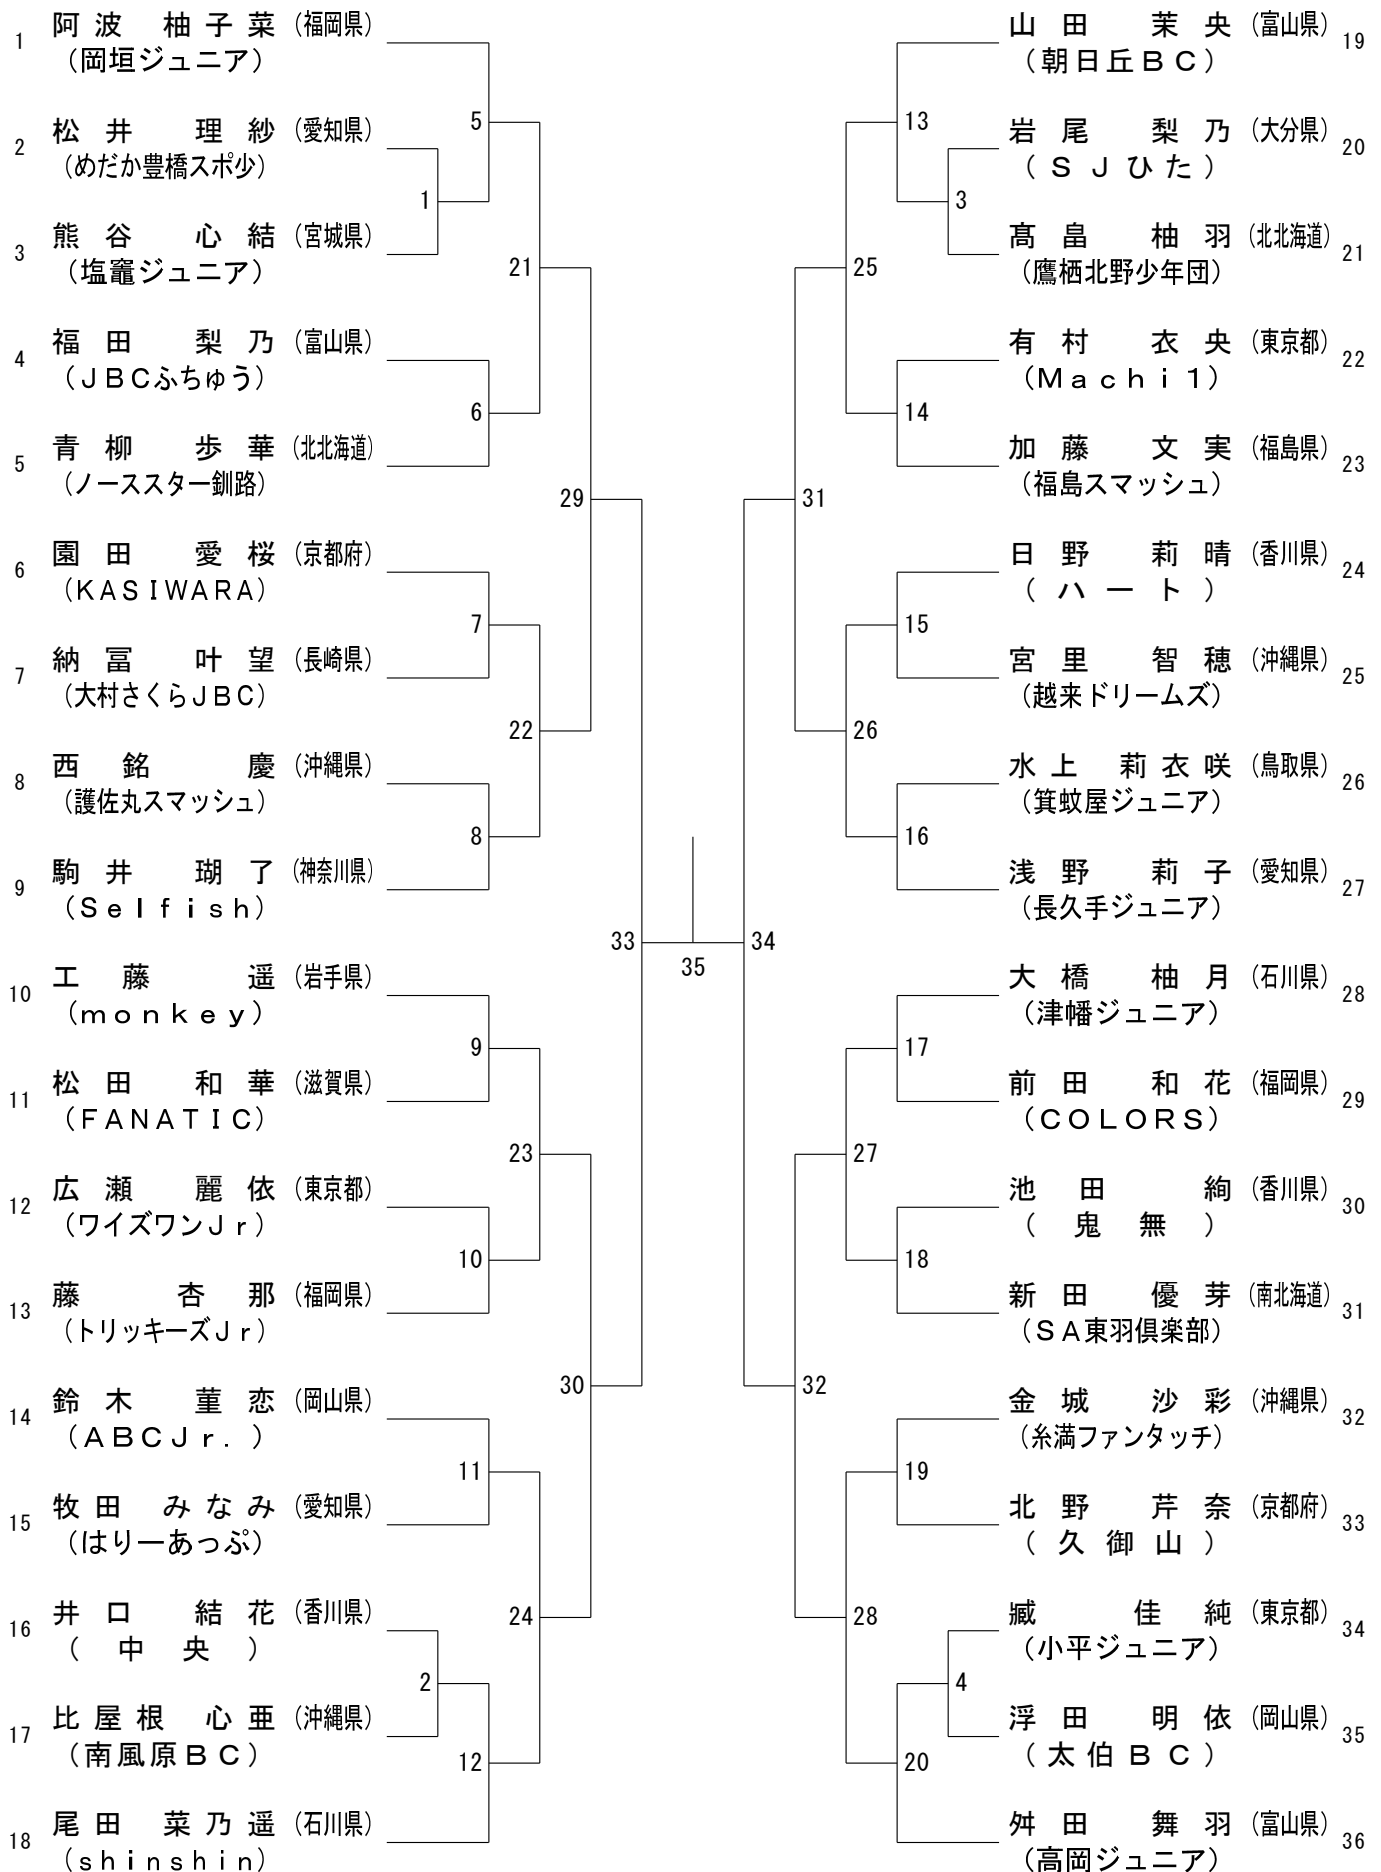 1 阿波 柚子菜 (福岡県)
(岡垣ジュニア)
2 松井 理紗 (愛知県)
(めだか豊橋スポ少)
1
3 熊谷 心結 (宮城県)
(塩竈ジュニア)
5
4 福田 梨乃 (富山県)
(JBCふちゅう)
6
5 青柳 歩華 (北北海道)
(ノーススター釧路)
21
6 園田 愛桜 (京都府)
(KASIWARA)
7
7 納冨 叶望 (長崎県)
(大村さくらJBC)
22
8 西銘 慶 (沖縄県)
(護佐丸スマッシュ)
8
9 駒井 瑚了 (神奈川県)
(Selfish)
29
33
10 工藤 遥 (岩手県)
(monkey)
9
11 松田 和華 (滋賀県)
(FANATIC)
23
12 広瀬 麗依 (東京都)
(ワイズワンJr)
10
13 藤 杏那 (福岡県)
(トリッキーズJr)
30
14 鈴木 菫恋 (岡山県)
(ABCJr.)
11
15 牧田 みなみ (愛知県)
(はりーあっぷ)
24
16 井口 結花 (香川県)
(中央)
2
17 比屋根 心亜 (沖縄県)
(南風原BC)
12
18 尾田 菜乃遥 (石川県)
(shinshin)
35
山田 茉央 (富山県) 19
(朝日丘BC)
13
岩尾 梨乃 (大分県) 20
(SJひた)
3
髙畠 柚羽 (北北海道) 21
(鷹栖北野少年団)
25
有村 衣央 (東京都) 22
(Machi1)
14
加藤 文実 (福島県) 23
(福島スマッシュ)
31
日野 莉晴 (香川県) 24
(ハート)
15
宮里 智穂 (沖縄県) 25
(越来ドリームズ)
26
水上 莉衣咲 (鳥取県) 26
(箕蚊屋ジュニア)
16
浅野 莉子 (愛知県) 27
(長久手ジュニア)
34
大橋 柚月 (石川県) 28
(津幡ジュニア)
17
前田 和花 (福岡県) 29
(COLORS)
27
池田 絢 (香川県) 30
(鬼無)
18
新田 優芽 (南北海道) 31
(SA東羽倶楽部)
32
金城 沙彩 (沖縄県) 32
(糸満ファンタッチ)
19
北野 芹奈 (京都府) 33
(久御山)
28
臧 佳純 (東京都) 34
(小平ジュニア)
4
浮田 明依 (岡山県) 35
(太伯BC)
20
舛田 舞羽 (富山県) 36
(高岡ジュニア)